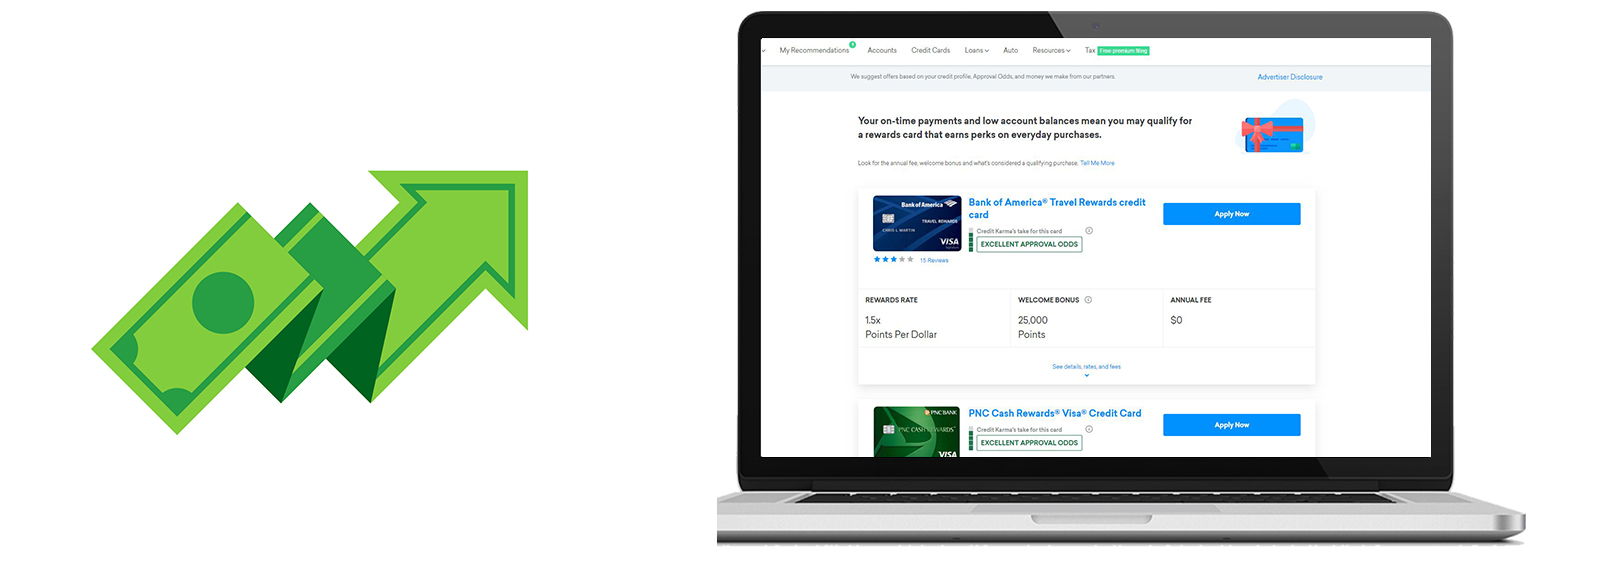 My Recommendations 1 Accounts Credit Cards Loans Auto Resources Tax Free premium filing
We suggest offers based on your credit profile, Approval Odds, and money we make from our partners.
Advertiser Disclosure
Your on-time payments and low account balances mean you may qualify for
a rewards card that earns perks on everyday purchases.
Look for the annual fee, welcome bonus and what's considered a qualifying purchase. Tell Me More
Bank of America
TRAVEL REWARDS
CHRIS L MARTIN
VISA
15 Reviews
Bank of America® Travel Rewards credit
card
Credit Karma's take for this card
EXCELLENT APPROVAL ODDS
Apply Now
REWARDS RATE
1.5x
Points Per Dollar
WELCOME BONUS
25,000
Points
ANNUAL FEE
$0
See details, rates, and fees
PNC BANK
PNC CASH REWARDS
VISA
PNC Cash Rewards® Visa® Credit Card
Credit Karma's take for this card
EXCELLENT APPROVAL ODDS
Apply Now